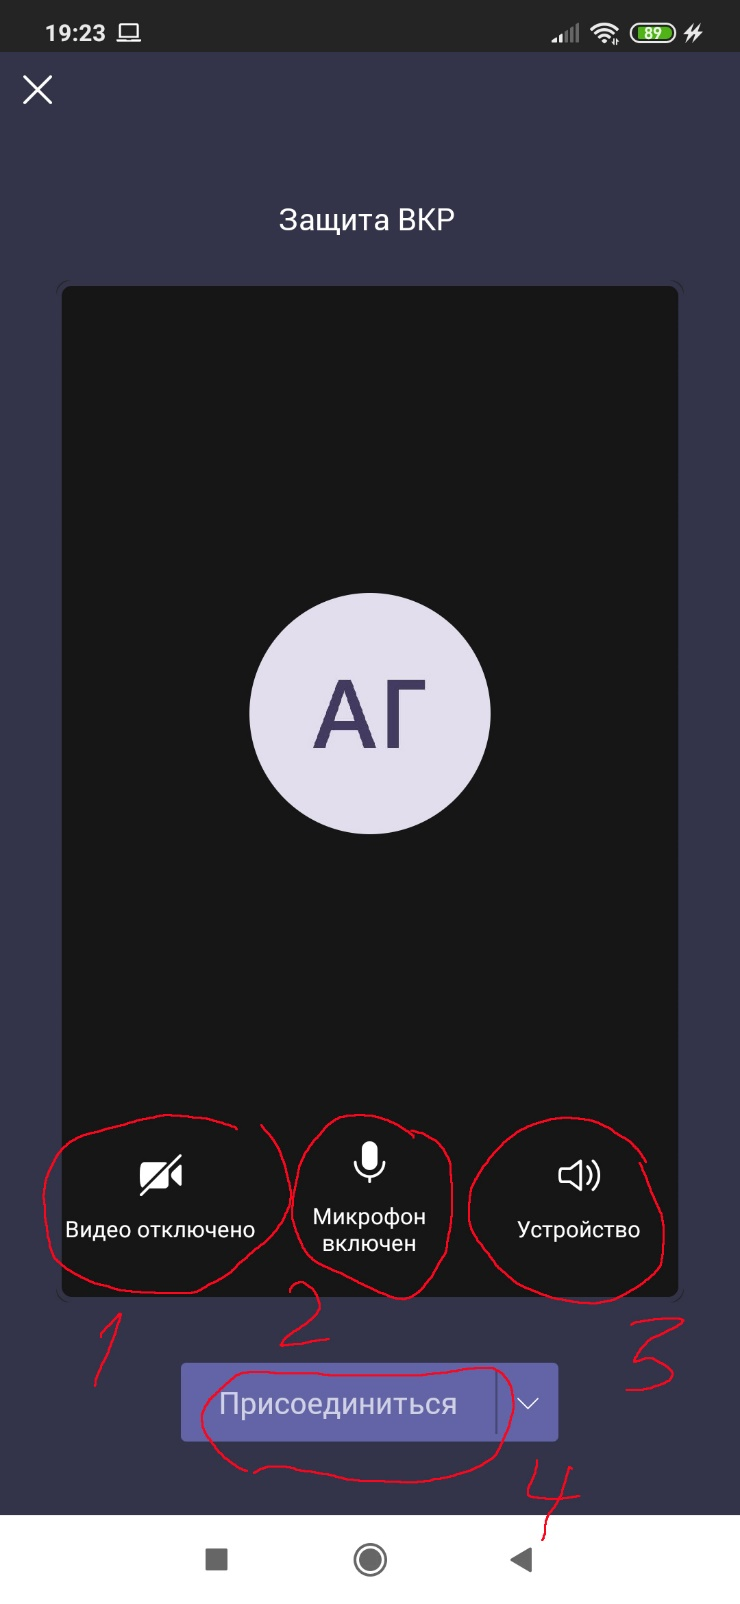 19:23
89
Защита ВКР
АГ
Видео отключено
Микрофон
включен
Устройство
1
2
3
Присоединиться
4